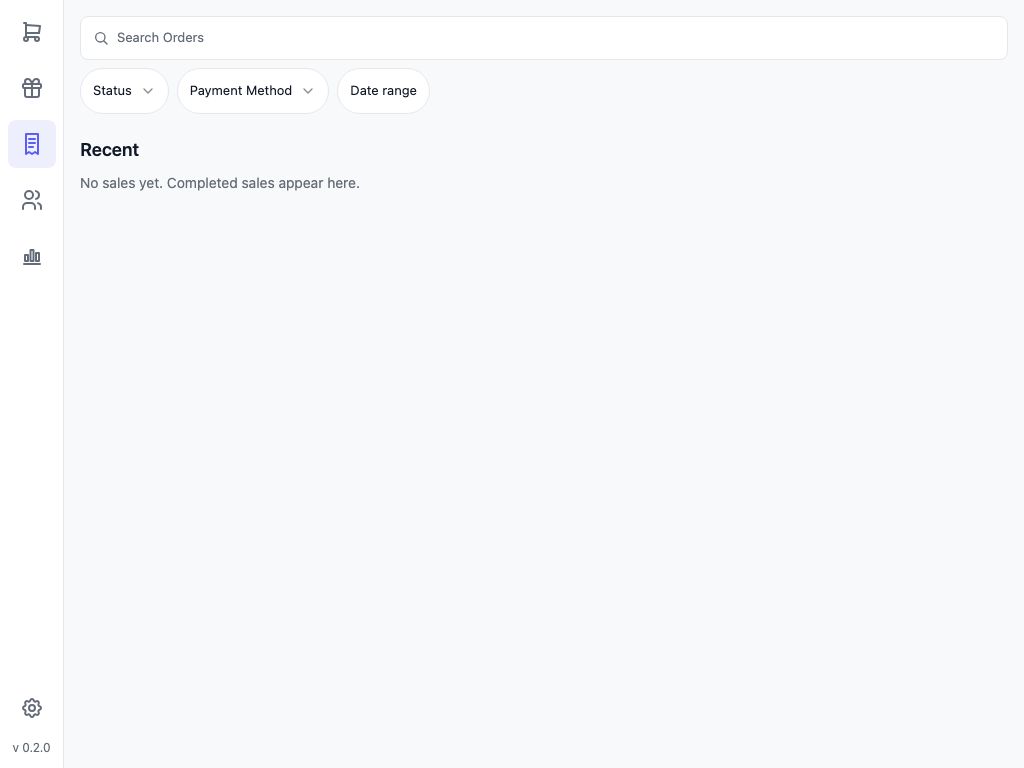 Search Orders
Status
Payment Method
Date range
Recent
No sales yet. Completed sales appear here.
v 0.2.0